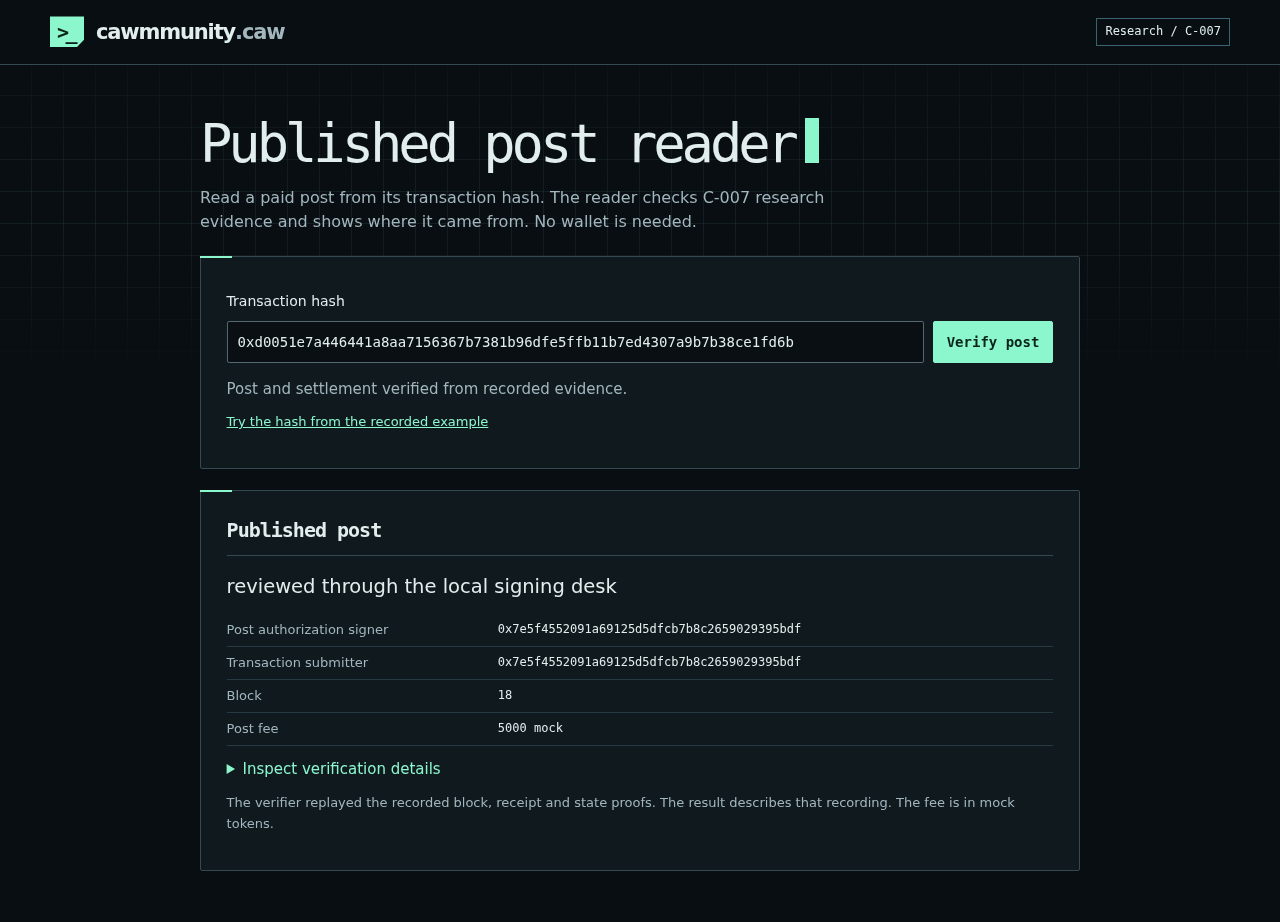 >_ cawmmunity.caw
Research / C-007
Published post reader
Read a paid post from its transaction hash. The reader checks C-007 research
evidence and shows where it came from. No wallet is needed.
Transaction hash
0xd0051e7a446441a8aa7156367b7381b96dfe5ffb11b7ed4307a9b7b38ce1fd6b
Verify post
Post and settlement verified from recorded evidence.
Try the hash from the recorded example
Published post
reviewed through the local signing desk
Post authorization signer 0x7e5f4552091a69125d5dfcb7b8c2659029395bdf
Transaction submitter 0x7e5f4552091a69125d5dfcb7b8c2659029395bdf
Block 18
Post fee 5000 mock
Inspect verification details
The verifier replayed the recorded block, receipt and state proofs. The result describes that recording. The fee is in mock
tokens.